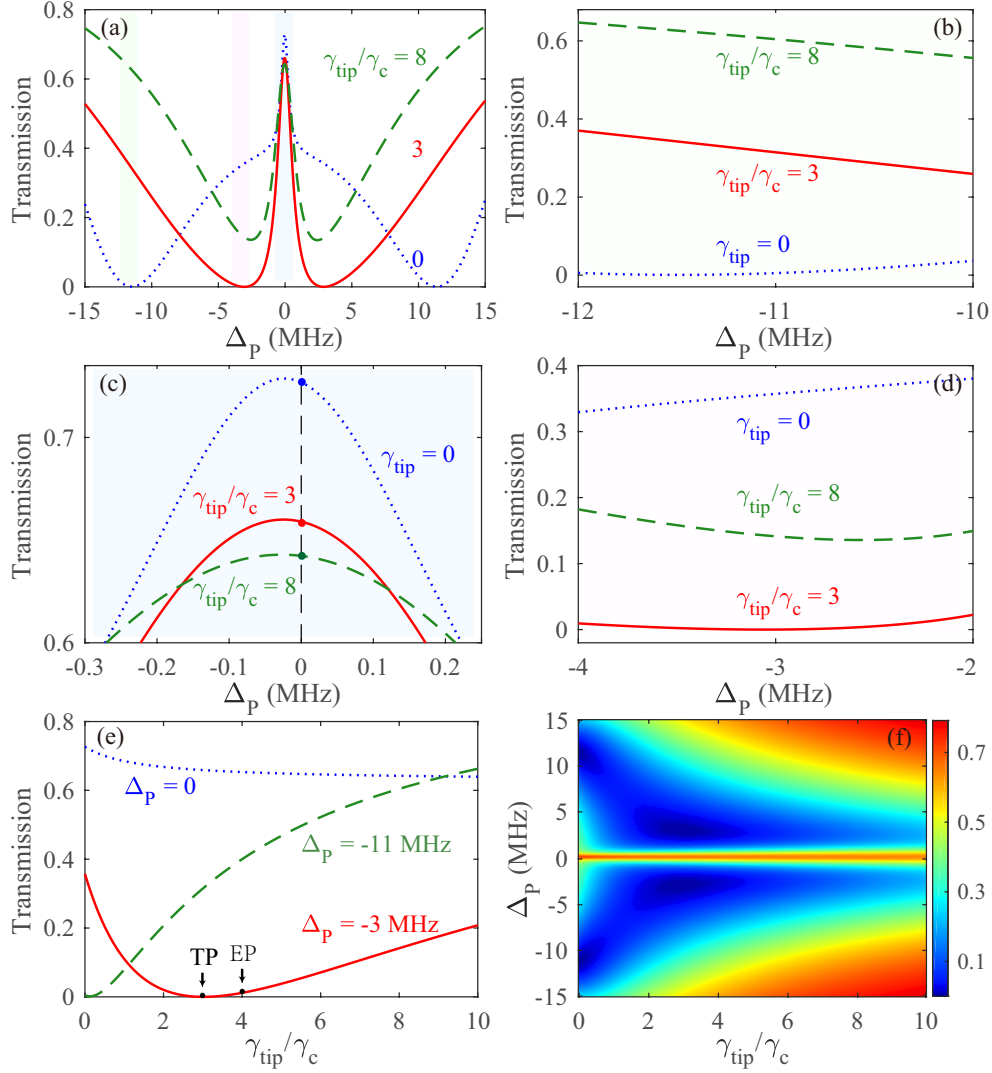 (a)
γtip/γc = 8
3
0
Transmission
0.8
0.6
0.4
0.2
0
-15 -10 -5 0 5 10 15
ΔP (MHz)
(b)
γtip/γc = 8
γtip/γc = 3
γtip = 0
Transmission
0.6
0.4
0.2
0
-12 -11 -10
ΔP (MHz)
(c)
γtip = 0
γtip/γc = 3
γtip/γc = 8
Transmission
0.7
0.6
-0.3 -0.2 -0.1 0 0.1 0.2
ΔP (MHz)
(d)
γtip = 0
γtip/γc = 8
γtip/γc = 3
Transmission
0.4
0.3
0.2
0.1
0
-4 -3 -2
ΔP (MHz)
(e)
ΔP = 0
ΔP = -11 MHz
ΔP = -3 MHz
TP
EP
Transmission
0.8
0.6
0.4
0.2
0
0 2 4 6 8 10
γtip/γc
(f)
ΔP (MHz)
15
10
5
0
-5
-10
-15
0 2 4 6 8 10
γtip/γc
0.7
0.5
0.3
0.1